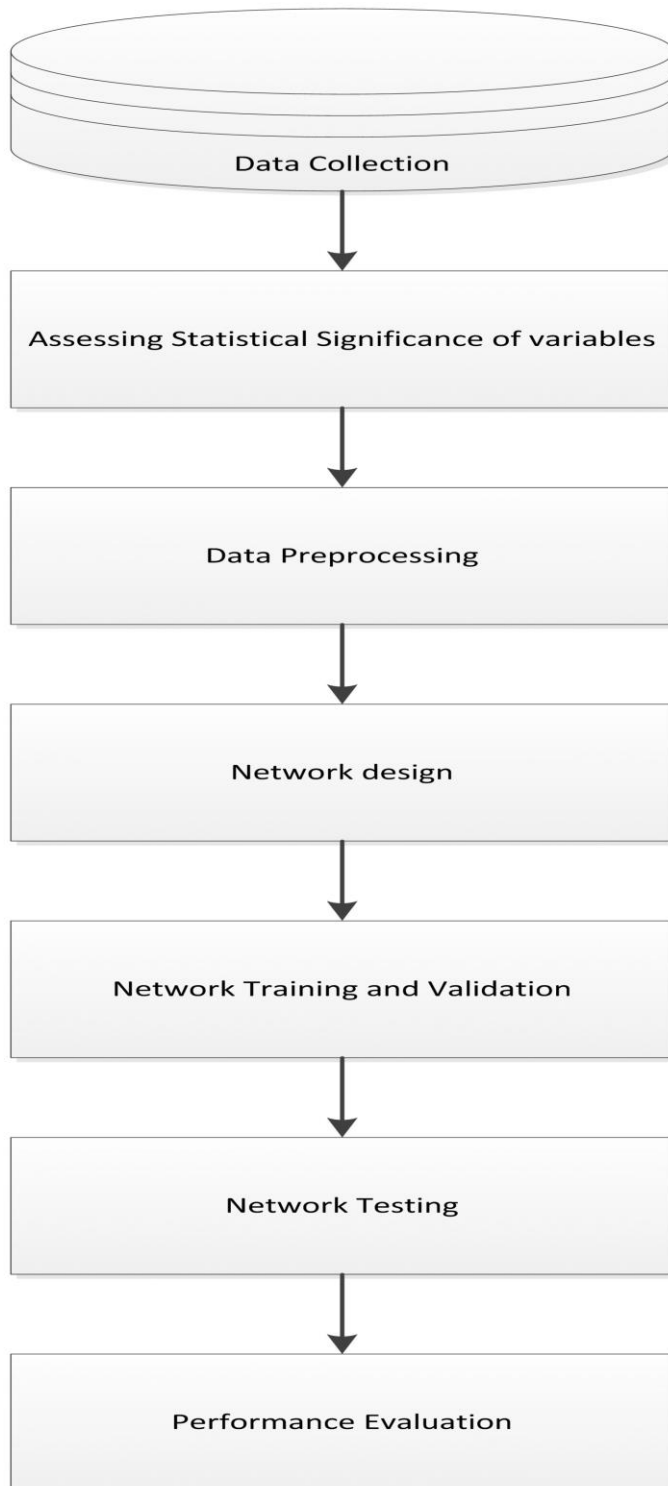 Data Collection
Assessing Statistical Significance of variables
Data Preprocessing
Network design
Network Training and Validation
Network Testing
Performance Evaluation